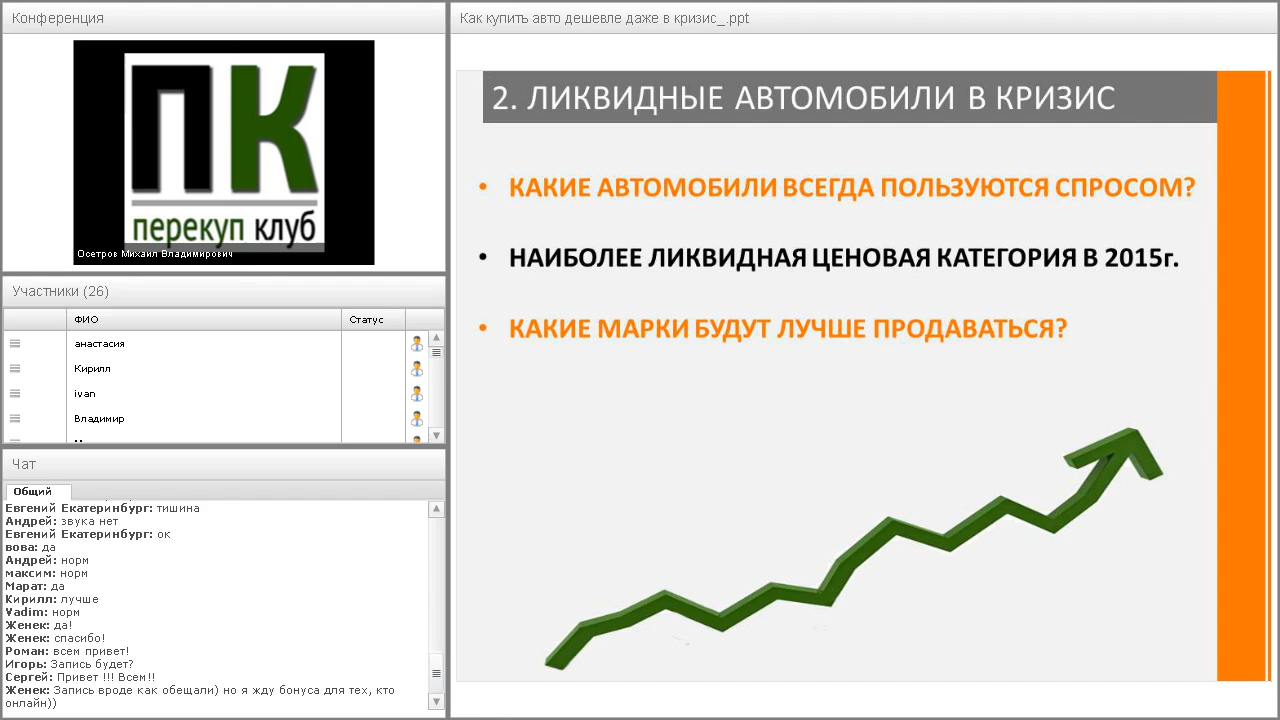 Конференция
ПК
перекуп клуб
Осетров Михаил Владимирович
Участники (26)
ФИО
Статус
анастасия
Кирилл
ivan
Владимир
Чат
Общий
Евгений Екатеринбург: тишина
Андрей: звука нет
Евгений Екатеринбург: ок
вова: да
Андрей: норм
максим: норм
Марат: да
Кирилл: лучше
Vadim: норм
Женек: да!
Женек: спасибо!
Роман: всем привет!
Игорь: Запись будет?
Сергей: Привет !!! Всем!!
Женек: Запись вроде как обещали) но я жду бонуса для тех, кто
онлайн))
Как купить авто дешевле даже в кризис_.ppt
2. ЛИКВИДНЫЕ АВТОМОБИЛИ В КРИЗИС
• КАКИЕ АВТОМОБИЛИ ВСЕГДА ПОЛЬЗУЮТСЯ СПРОСОМ?
• НАИБОЛЕЕ ЛИКВИДНАЯ ЦЕНОВАЯ КАТЕГОРИЯ В 2015г.
• КАКИЕ МАРКИ БУДУТ ЛУЧШЕ ПРОДАВАТЬСЯ?